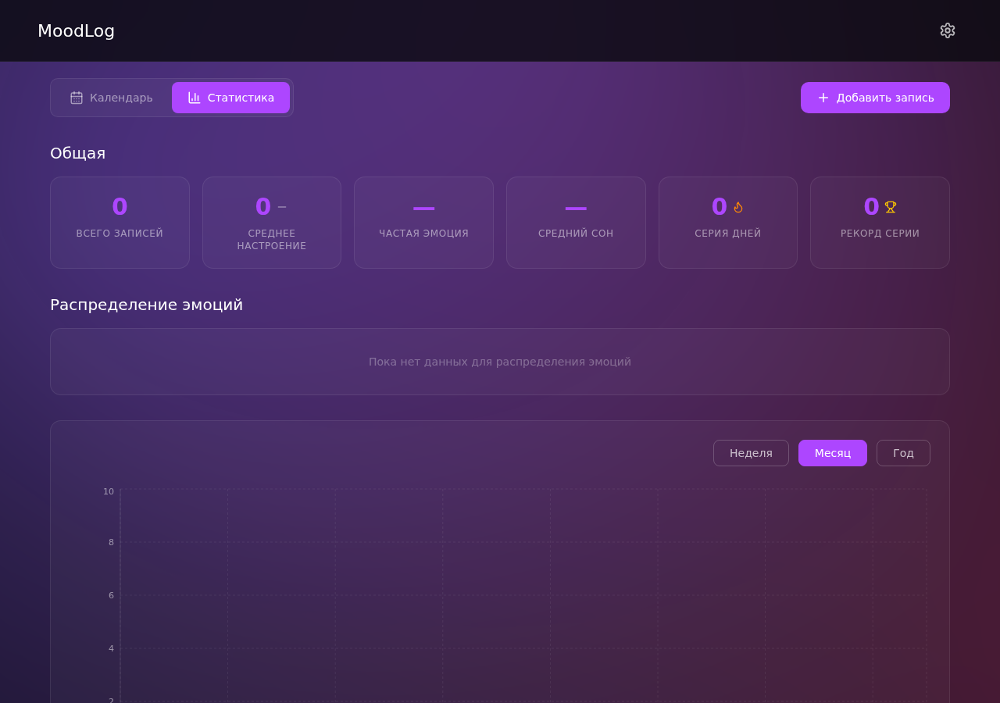 MoodLog
Календарь
Статистика
Добавить запись
Общая
0
ВСЕГО ЗАПИСЕЙ
0 —
СРЕДНЕЕ
НАСТРОЕНИЕ
—
ЧАСТАЯ ЭМОЦИЯ
—
СРЕДНИЙ СОН
0
СЕРИЯ ДНЕЙ
0
РЕКОРД СЕРИИ
Распределение эмоций
Пока нет данных для распределения эмоций
Неделя
Месяц
Год
10
8
6
4
2